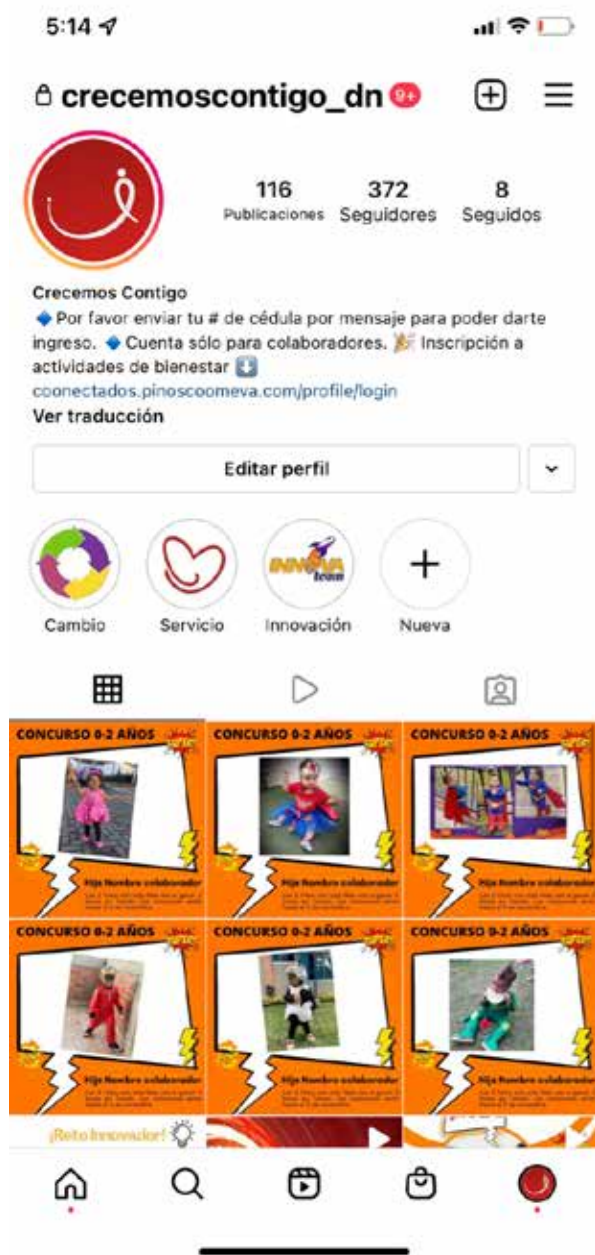 5:14
crecemoscontigo_dn 9+
116 372 8
Publicaciones Seguidores Seguidos
Crecemos Contigo
Por favor enviar tu # de cédula por mensaje para poder darte
ingreso. Cuenta sólo para colaboradores. Inscripción a
actividades de bienestar
coonectados.pinoscoomeva.com/profile/login
Ver traducción
Editar perfil
INNOVA
team
Cambio Servicio Innovación Nueva
CONCURSO 0-2 AÑOS CONCURSO 0-2 AÑOS CONCURSO 0-2 AÑOS
Hijo Nombre colaborador Hijo Nombre colaborador Hijo Nombre colaborador
CONCURSO 0-2 AÑOS CONCURSO 0-2 AÑOS CONCURSO 0-2 AÑOS
Hijo Nombre colaborador Hijo Nombre colaborador Hijo Nombre colaborador
¡Reto Innovador!